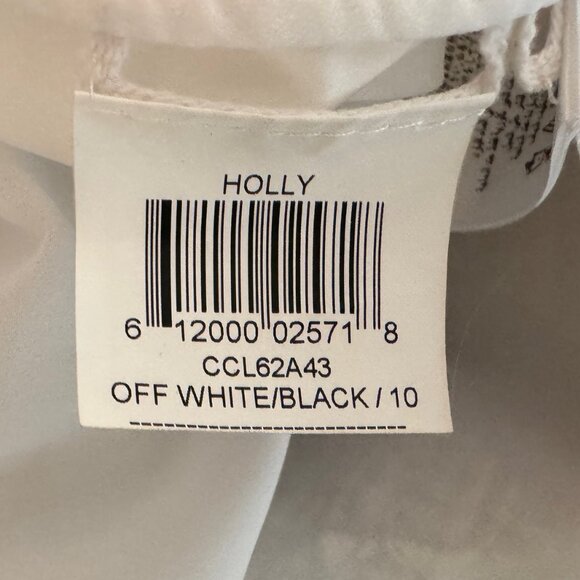 HOLLY
6 12000 02571 8
CCL62A43
OFF WHITE/BLACK / 10